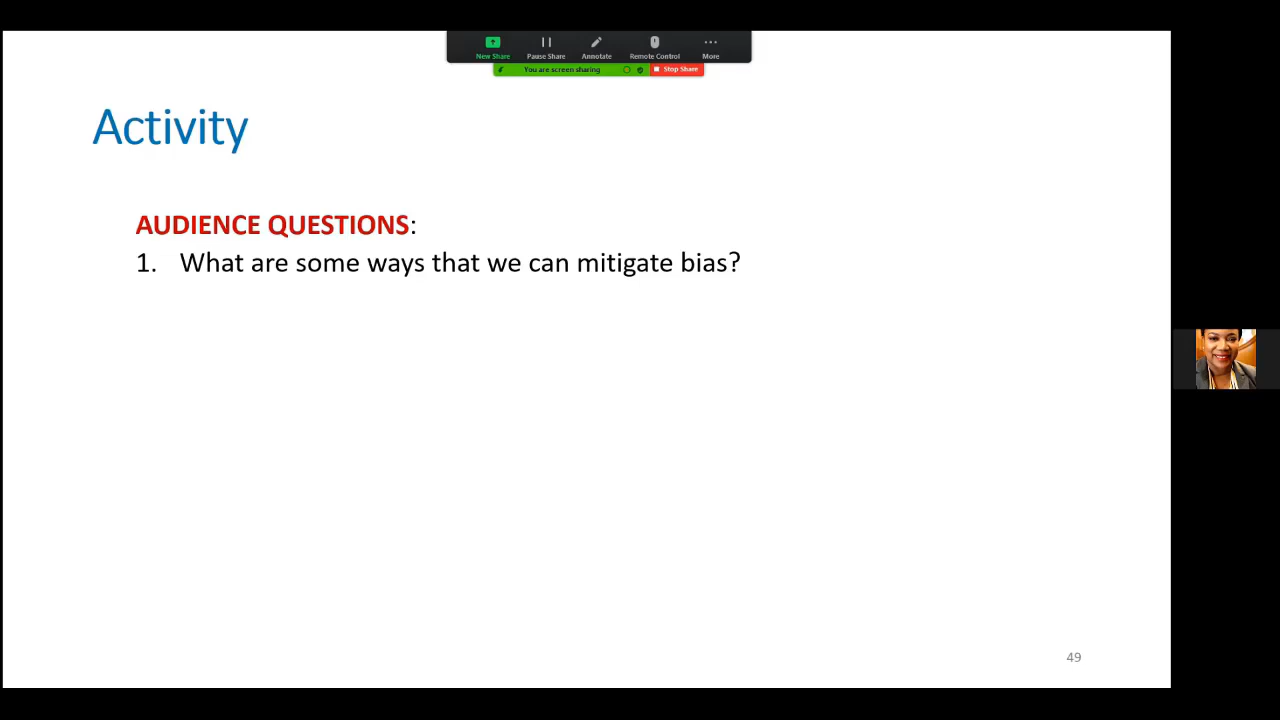 New Share Pause Share Annotate Remote Control More
You are screen sharing Stop Share
Activity
AUDIENCE QUESTIONS:
1. What are some ways that we can mitigate bias?
49